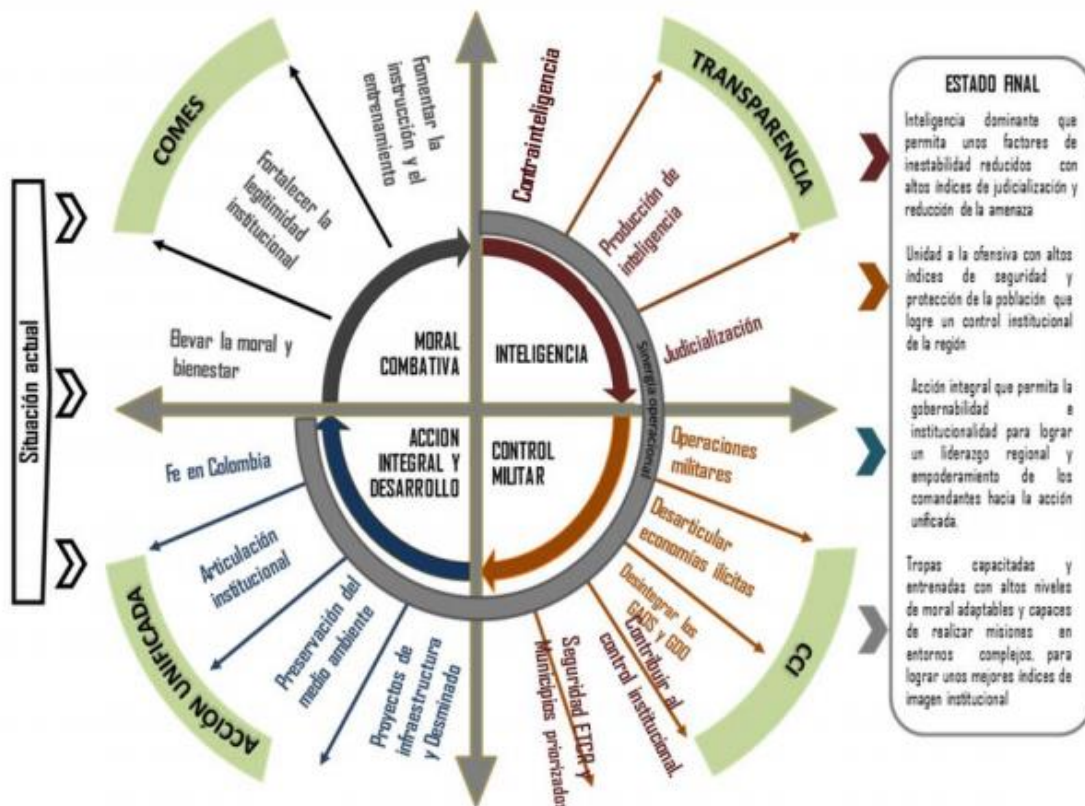 Situación actual
COMES
Fomentar la
instrucción y el
entrenamiento
Fortalecer la
legitimidad
institucional
Elevar la moral y
bienestar
MORAL
COMBATIVA
TRANSPARENCIA
Contrainteligencia
Producción de
inteligencia
Judicialización
INTELIGENCIA
Sinergia operacional
ACCION
INTEGRAL Y
DESARROLLO
CONTROL
MILITAR
Fe en Colombia
Articulación
institucional
Preservación del
medio ambiente
Proyectos de
infraestructura
y Desminado
ACCIÓN UNIFICADA
Operaciones
militares
Desarticular
economías ilícitas
Desintegrar los
GAOS y GDO
Contribuir al
control institucional.
Seguridad ETCR y
Municipios priorizados
CCI
ESTADO FINAL
Inteligencia dominante que
permita unos factores de
inestabilidad reducidos con
altos índices de judicialización y
reducción de la amenaza
Unidad a la ofensiva con altos
índices de seguridad y
protección de la población que
logre un control institucional
de la región
Acción integral que permita la
gobernabilidad e
institucionalidad para lograr
un liderazgo regional y
empoderamiento de los
comandantes hacia la acción
unificada.
Tropas capacitadas y
entrenadas con altos niveles
de moral adaptables y capaces
de realizar misiones en
entornos complejos, para
lograr unos mejores índices de
imagen institucional